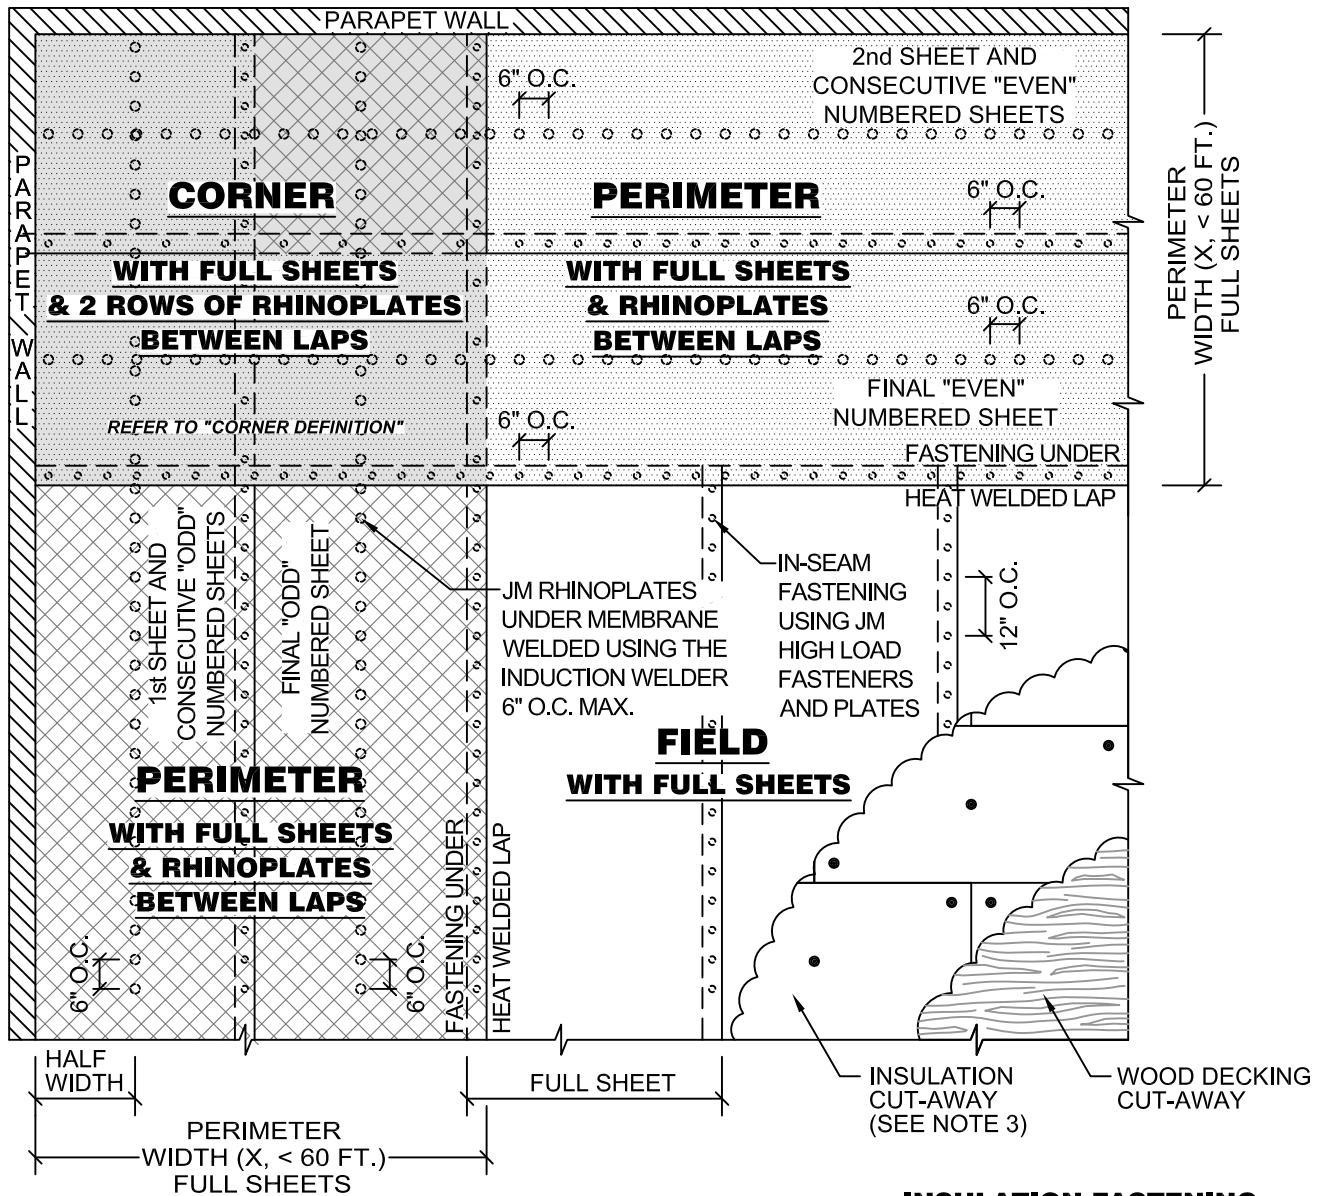 PARAPET WALL
2nd SHEET AND
CONSECUTIVE "EVEN"
NUMBERED SHEETS
6" O.C.
PARAPET WALL
CORNER
WITH FULL SHEETS
& 2 ROWS OF RHINOPLATES
BETWEEN LAPS
REFER TO "CORNER DEFINITION"
PERIMETER
WITH FULL SHEETS
& RHINOPLATES
BETWEEN LAPS
6" O.C.
6" O.C.
6" O.C.
FINAL "EVEN"
NUMBERED SHEET
FASTENING UNDER
HEAT WELDED LAP
PERIMETER
WIDTH (X, < 60 FT.)
FULL SHEETS
1st SHEET AND
CONSECUTIVE "ODD"
NUMBERED SHEETS
FINAL "ODD"
NUMBERED SHEET
JM RHINOPLATES
UNDER MEMBRANE
WELDED USING THE
INDUCTION WELDER
6" O.C. MAX.
IN-SEAM
FASTENING
USING JM
HIGH LOAD
FASTENERS
AND PLATES
12" O.C.
FIELD
WITH FULL SHEETS
PERIMETER
WITH FULL SHEETS
& RHINOPLATES
BETWEEN LAPS
6" O.C.
6" O.C.
FASTENING UNDER
HEAT WELDED LAP
HALF
WIDTH
FULL SHEET
INSULATION
CUT-AWAY
(SEE NOTE 3)
WOOD DECKING
CUT-AWAY
PERIMETER
WIDTH (X, < 60 FT.)
FULL SHEETS
INSULATION FASTENING